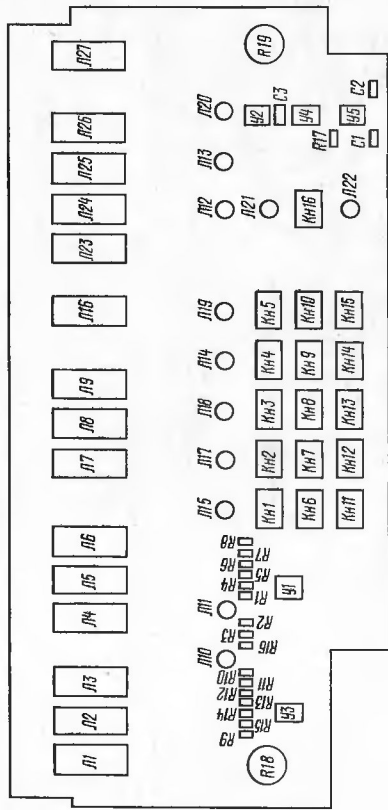 Л1
Л2
Л3
Л4
Л5
Л6
Л7
Л8
Л9
Л16
Л23
Л24
Л25
Л26
Л27
Л10
Л11
Л15
Л17
Л18
Л14
Л19
Л12
Л13
Л20
R19
Л21
Л22
У2
С3
У4
У5
С2
R17
С1
Кн16
Кн1
Кн2
Кн3
Кн4
Кн5
Кн6
Кн7
Кн8
Кн9
Кн10
Кн11
Кн12
Кн13
Кн14
Кн15
R8
R7
R6
R5
R4
R1
R2
R3
R16
R10
R11
R12
R13
R14
R15
R9
У1
У3
R18